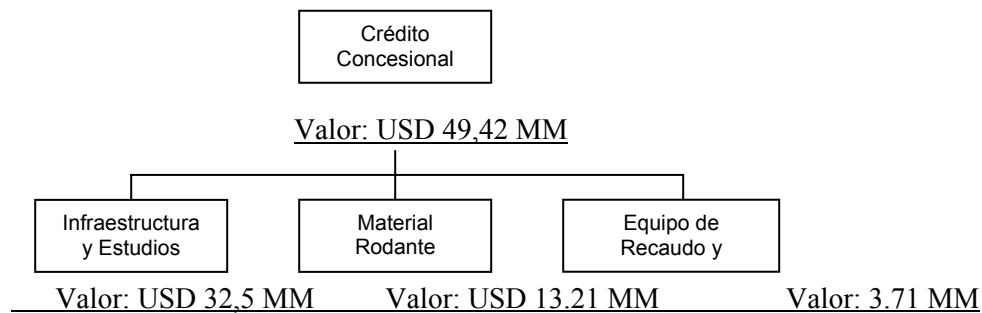 Crédito
Concesional
Valor: USD 49,42 MM
Infraestructura
y Estudios
Material
Rodante
Equipo de
Recaudo y
Valor: USD 32,5 MM Valor: USD 13.21 MM Valor: 3.71 MM